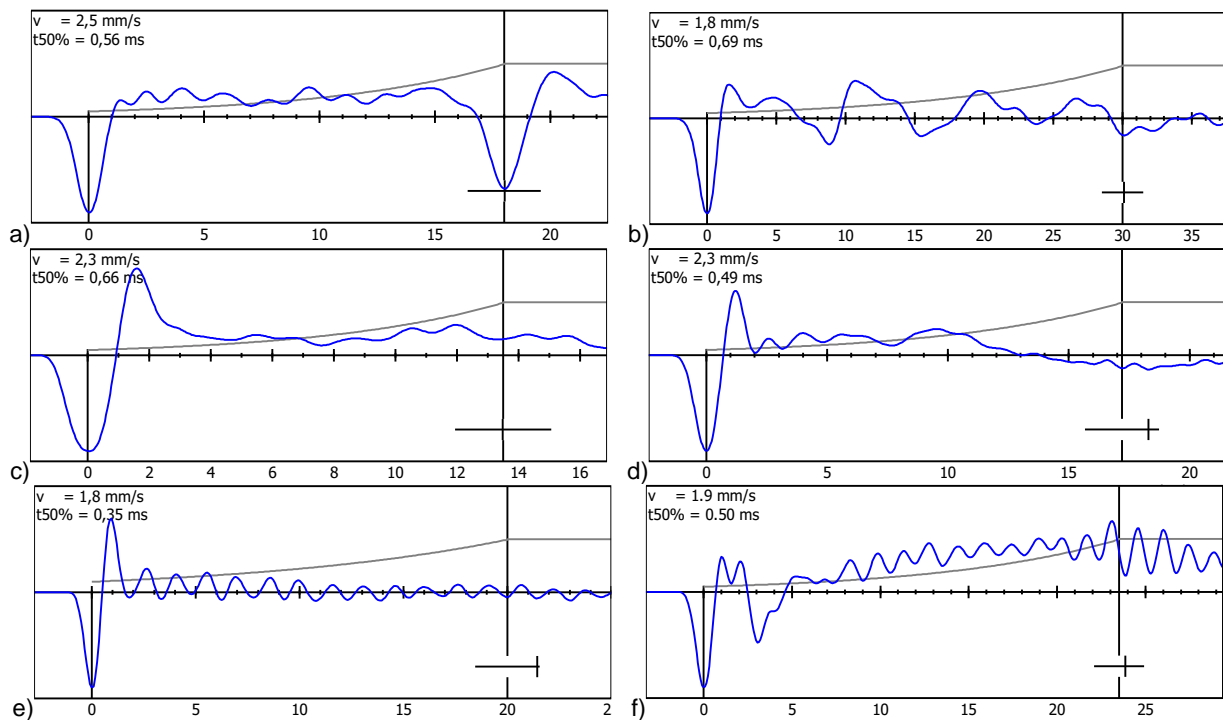 v = 2,5 mm/s
t50% = 0,56 ms
a)
0 5 10 15 20
v = 1,8 mm/s
t50% = 0,69 ms
b)
0 5 10 15 20 25 30 35
v = 2,3 mm/s
t50% = 0,66 ms
c)
0 2 4 6 8 10 12 14 16
v = 2,3 mm/s
t50% = 0,49 ms
d)
0 5 10 15 20
v = 1,8 mm/s
t50% = 0,35 ms
e)
0 5 10 15 20 2
v = 1.9 mm/s
t50% = 0.50 ms
f)
0 5 10 15 20 25